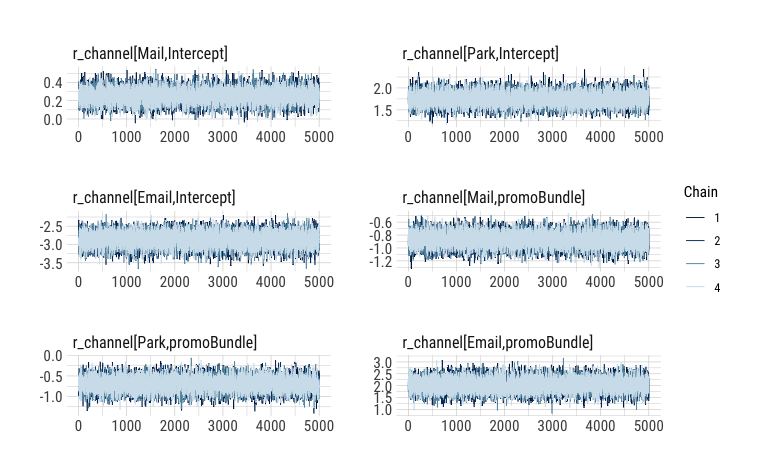 r_channel[Mail,Intercept]
0.4
0.2
0.0
0 1000 2000 3000 4000 5000
r_channel[Park,Intercept]
2.0
1.5
0 1000 2000 3000 4000 5000
r_channel[Email,Intercept]
-2.5
-3.0
-3.5
0 1000 2000 3000 4000 5000
r_channel[Mail,promoBundle]
-0.6
-0.8
-1.0
-1.2
0 1000 2000 3000 4000 5000
r_channel[Park,promoBundle]
0.0
-0.5
-1.0
0 1000 2000 3000 4000 5000
r_channel[Email,promoBundle]
3.0
2.5
2.0
1.5
1.0
0 1000 2000 3000 4000 5000
Chain
1
2
3
4